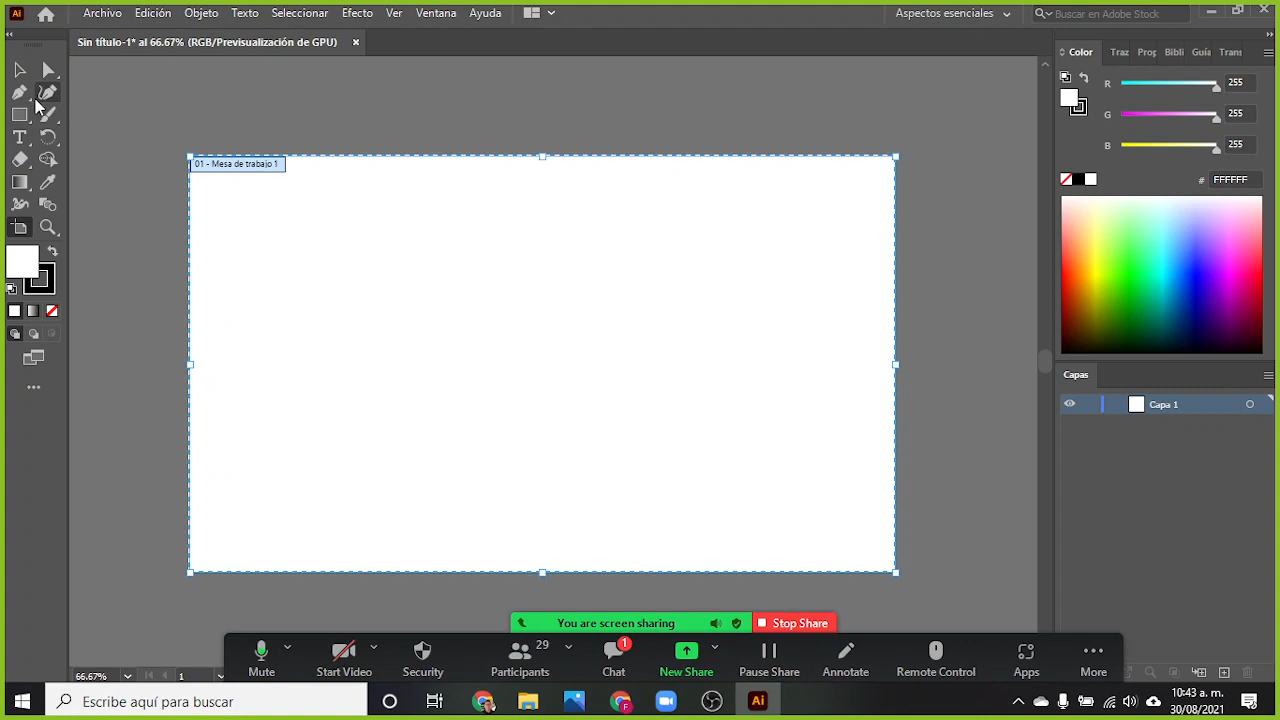 Ai Archivo Edición Objeto Texto Seleccionar Efecto Ver Ventana Ayuda Aspectos esenciales Buscar en Adobe Stock
Sin título-1* al 66.67% (RGB/Previsualización de GPU)
Color Traz Prop Bibli Guía Trans
R 255
G 255
B 255
# FFFFFF
01 - Mesa de trabajo 1
T
Capas
Capa 1
You are screen sharing Stop Share
29 1
Mute Start Video Security Participants Chat New Share Pause Share Annotate Remote Control Apps More
66.67% 1
Escribe aquí para buscar
F
Ai
10:43 a. m.
30/08/2021